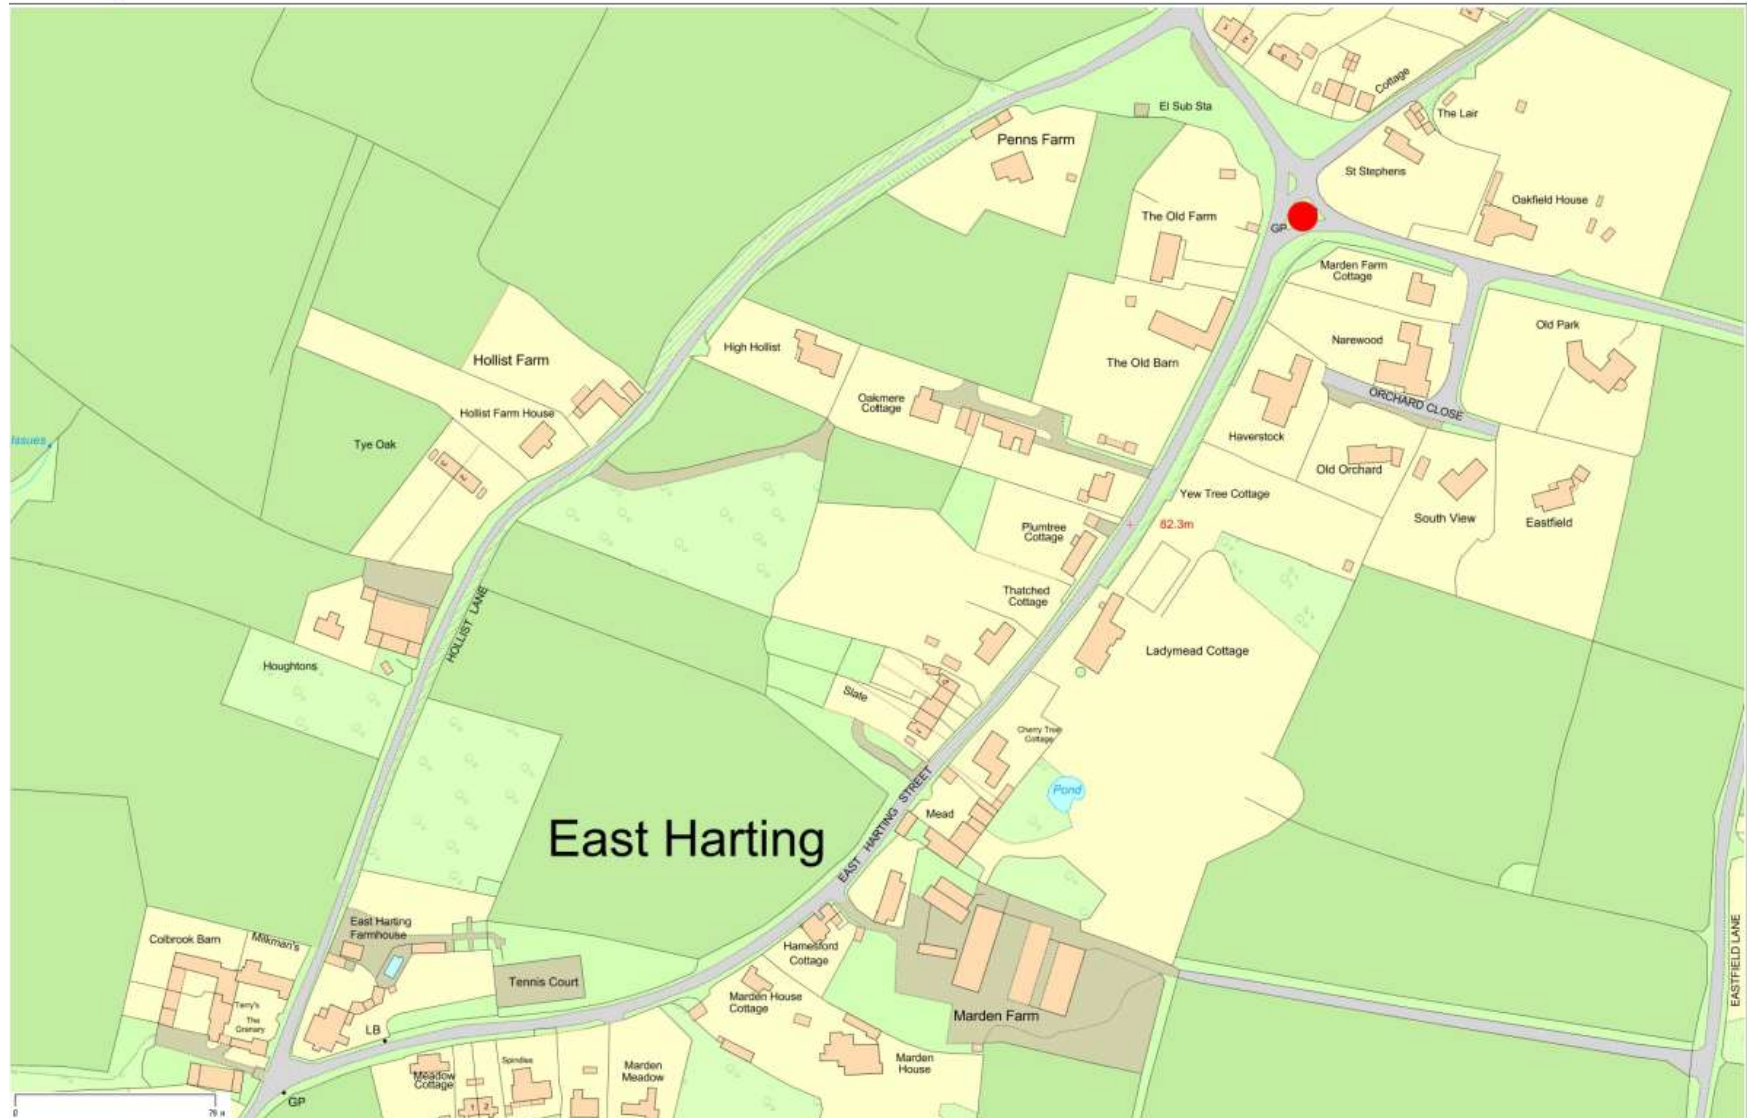 El Sub Sta
Cottage
The Lair
Penns Farm
St Stephens
Oakfield House
The Old Farm
GP
Marden Farm
Cottage
Old Park
Narewood
High Hollist
Hollist Farm
The Old Barn
ORCHARD CLOSE
Oakmere
Cottage
Hollist Farm House
Haverstock
Issues
Tye Oak
Old Orchard
3
2
Yew Tree Cottage
South View
Eastfield
82.3m
Plumtree
Cottage
Thatched
Cottage
HOLLIST LANE
Ladymead Cottage
Houghtons
Slate
Cherry Tree
Cottage
Pond
EAST HARTING STREET
Mead
East Harting
East Harting
Farmhouse
Colbrook Barn
Milkman's
Hamesford
Cottage
EASTFIELD LANE
Tennis Court
Marden House
Cottage
Terry's
The
Granary
Marden Farm
LB
Spindles
Meadow
Cottage
Marden
Meadow
Marden
House
1
2
GP
0